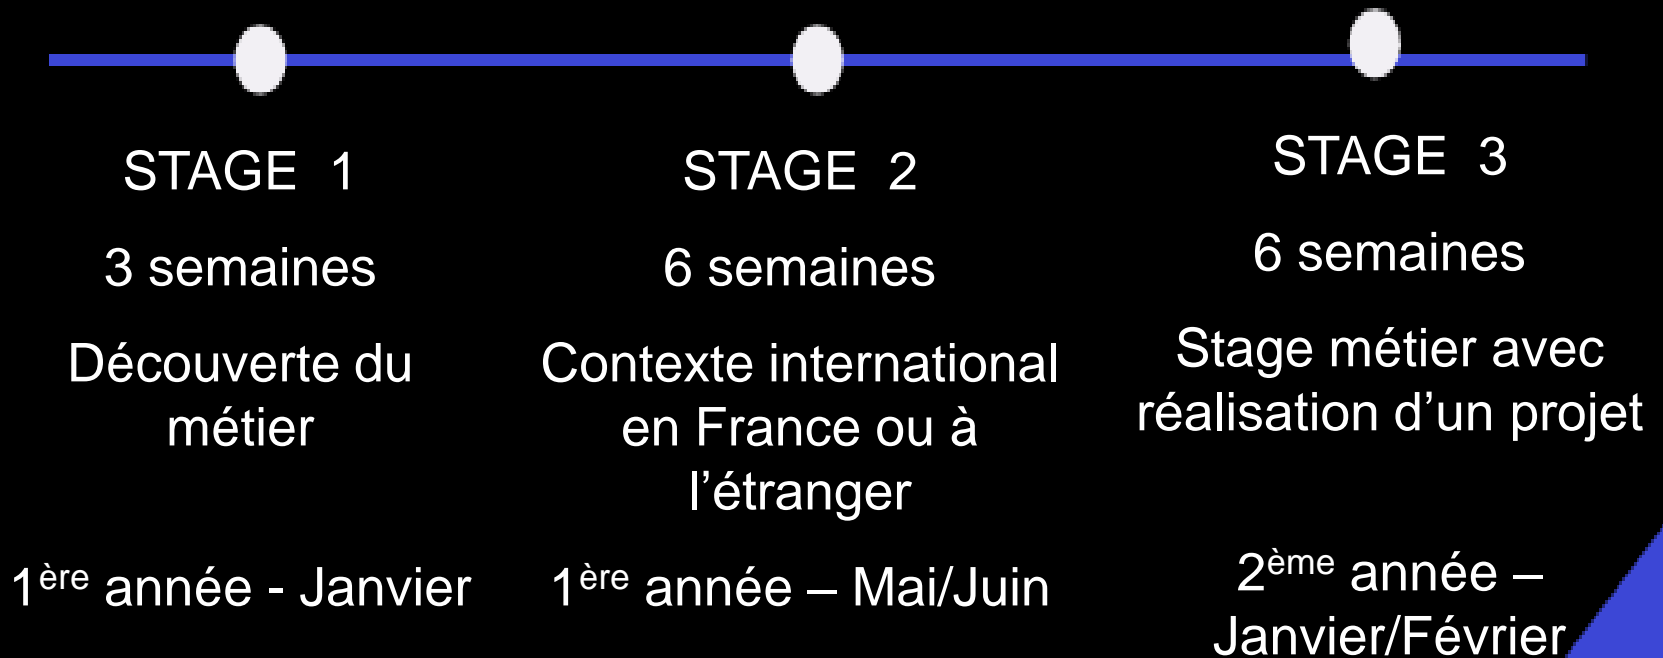 STAGE 1
3 semaines
Découverte du
métier
1ère année - Janvier
STAGE 2
6 semaines
Contexte international
en France ou à
l’étranger
1ère année – Mai/Juin
STAGE 3
6 semaines
Stage métier avec
réalisation d’un projet
2ème année –
Janvier/Février